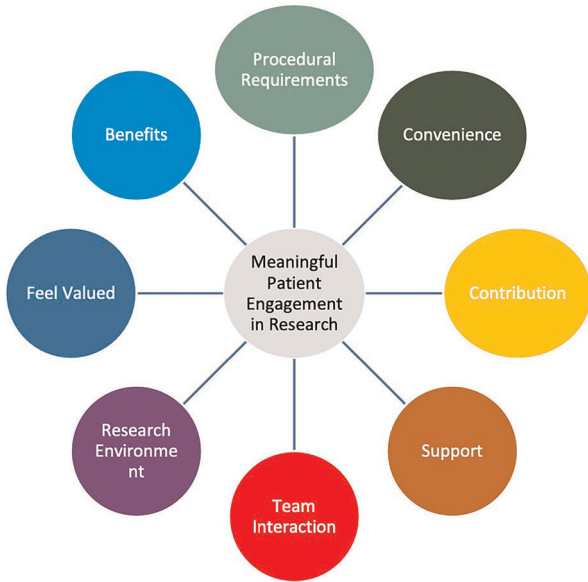 Procedural
Requirements
Benefits
Convenience
Meaningful
Patient
Engagement
in Research
Feel Valued
Contribution
Research
Environme
nt
Support
Team
Interaction